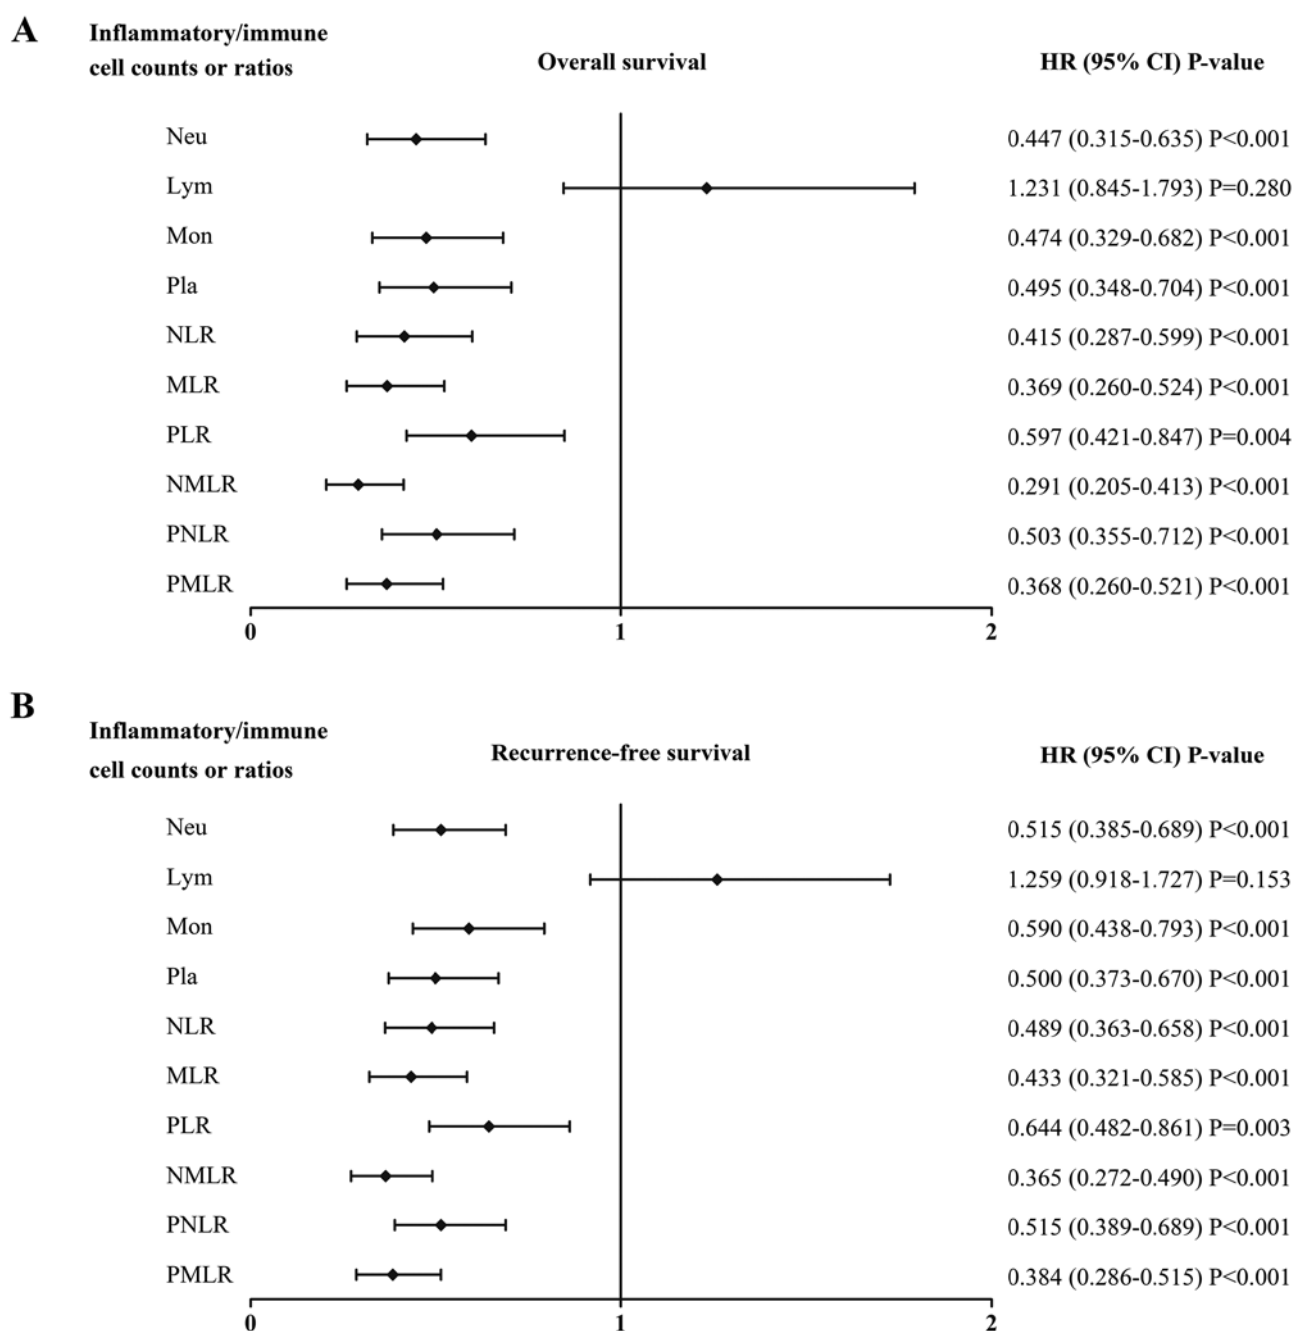 A
Inflammatory/immune
cell counts or ratios
Overall survival
HR (95% CI) P-value
Neu 0.447 (0.315-0.635) P<0.001
Lym 1.231 (0.845-1.793) P=0.280
Mon 0.474 (0.329-0.682) P<0.001
Pla 0.495 (0.348-0.704) P<0.001
NLR 0.415 (0.287-0.599) P<0.001
MLR 0.369 (0.260-0.524) P<0.001
PLR 0.597 (0.421-0.847) P=0.004
NMLR 0.291 (0.205-0.413) P<0.001
PNLR 0.503 (0.355-0.712) P<0.001
PMLR 0.368 (0.260-0.521) P<0.001
0 1 2
B
Inflammatory/immune
cell counts or ratios
Recurrence-free survival
HR (95% CI) P-value
Neu 0.515 (0.385-0.689) P<0.001
Lym 1.259 (0.918-1.727) P=0.153
Mon 0.590 (0.438-0.793) P<0.001
Pla 0.500 (0.373-0.670) P<0.001
NLR 0.489 (0.363-0.658) P<0.001
MLR 0.433 (0.321-0.585) P<0.001
PLR 0.644 (0.482-0.861) P=0.003
NMLR 0.365 (0.272-0.490) P<0.001
PNLR 0.515 (0.389-0.689) P<0.001
PMLR 0.384 (0.286-0.515) P<0.001
0 1 2